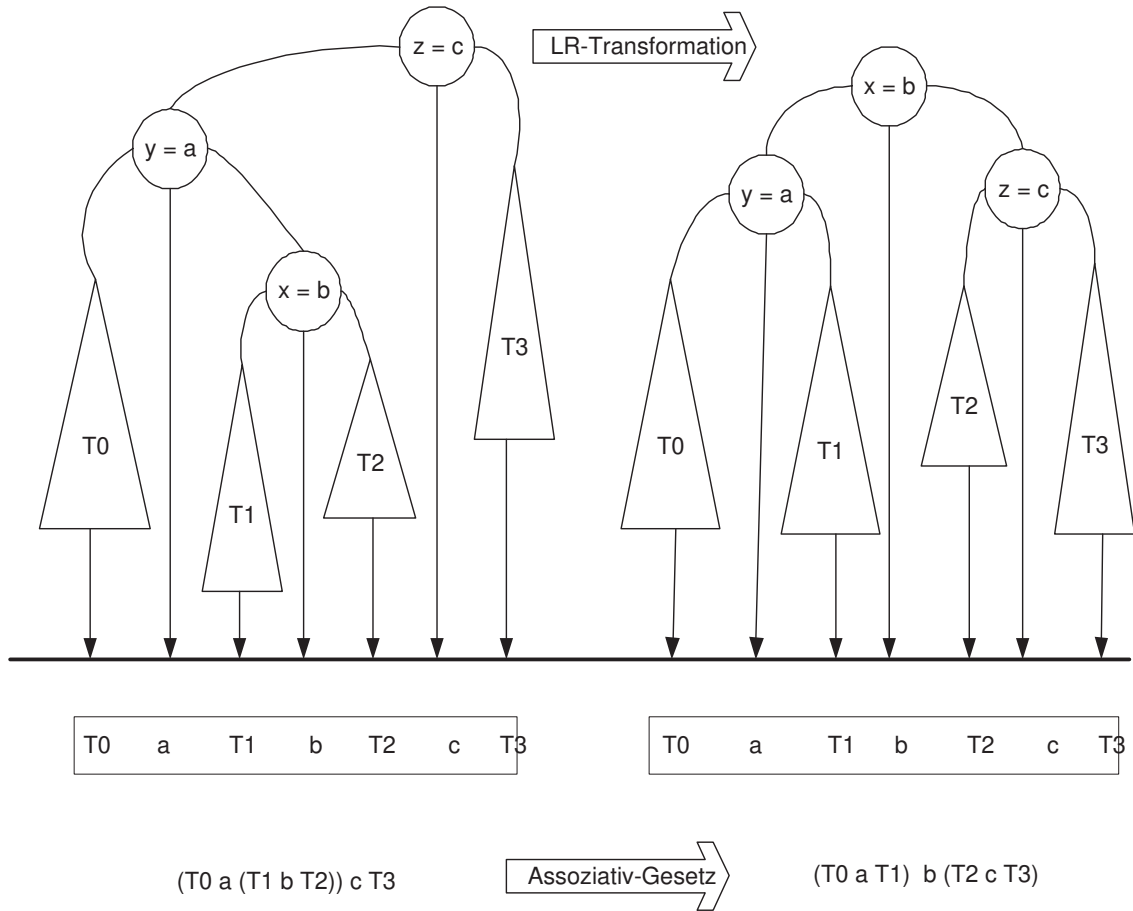 z = c
LR-Transformation
x = b
y = a
y = a
z = c
x = b
T3
T2
T0
T1
T3
T0
T2
T1
T0 a T1 b T2 c T3
T0 a T1 b T2 c T3
(T0 a (T1 b T2)) c T3
Assoziativ-Gesetz
(T0 a T1) b (T2 c T3)